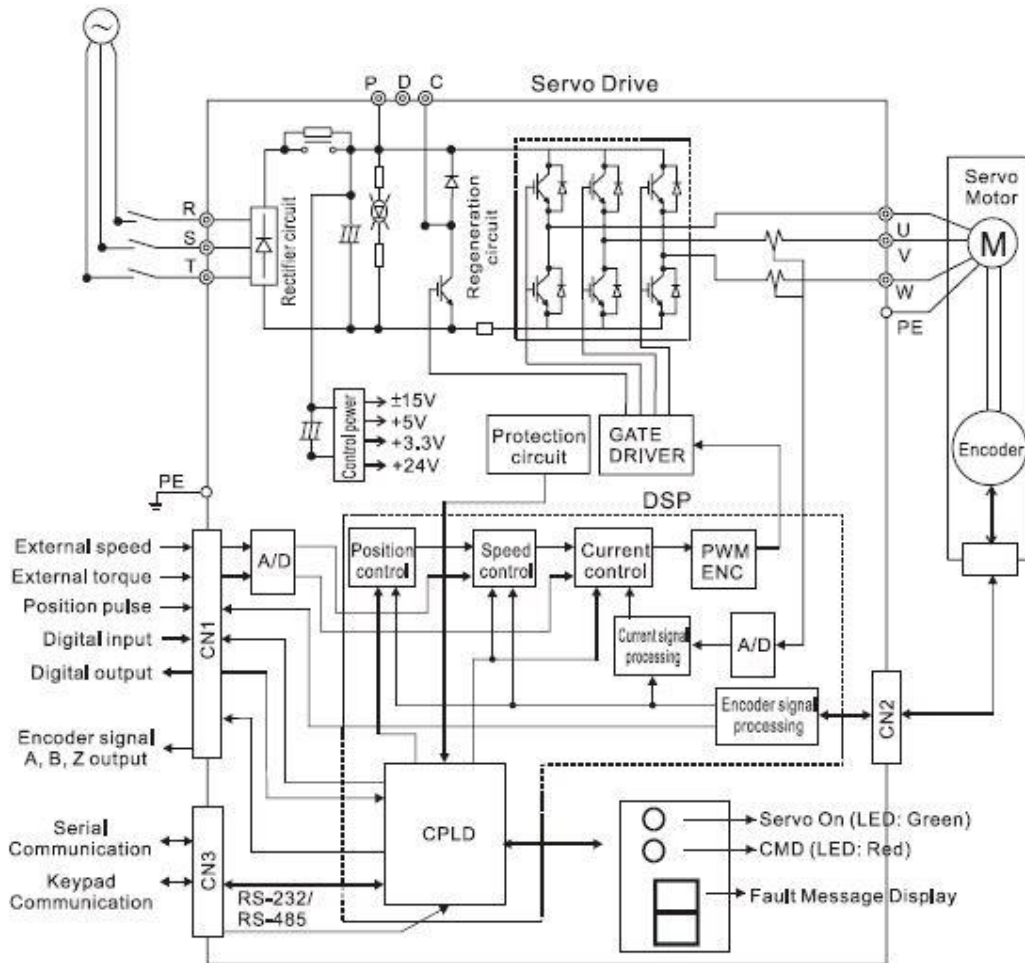 P
D
C
Servo Drive
Servo
Motor
R
S
T
Rectifier circuit
Regeneration
circuit
U
V
W
PE
M
Encoder
Control power
±15V
+5V
+3.3V
+24V
Protection
circuit
GATE
DRIVER
PE
DSP
External speed
External torque
Position pulse
Digital input
Digital output
Encoder signal
A, B, Z output
CN1
A/D
Position
control
Speed
control
Current
control
PWM
ENC
Current signal
processing
A/D
Encoder signal
processing
CN2
Serial
Communication
Keypad
Communication
CN3
RS-232/
RS-485
CPLD
Servo On (LED: Green)
CMD (LED: Red)
Fault Message Display